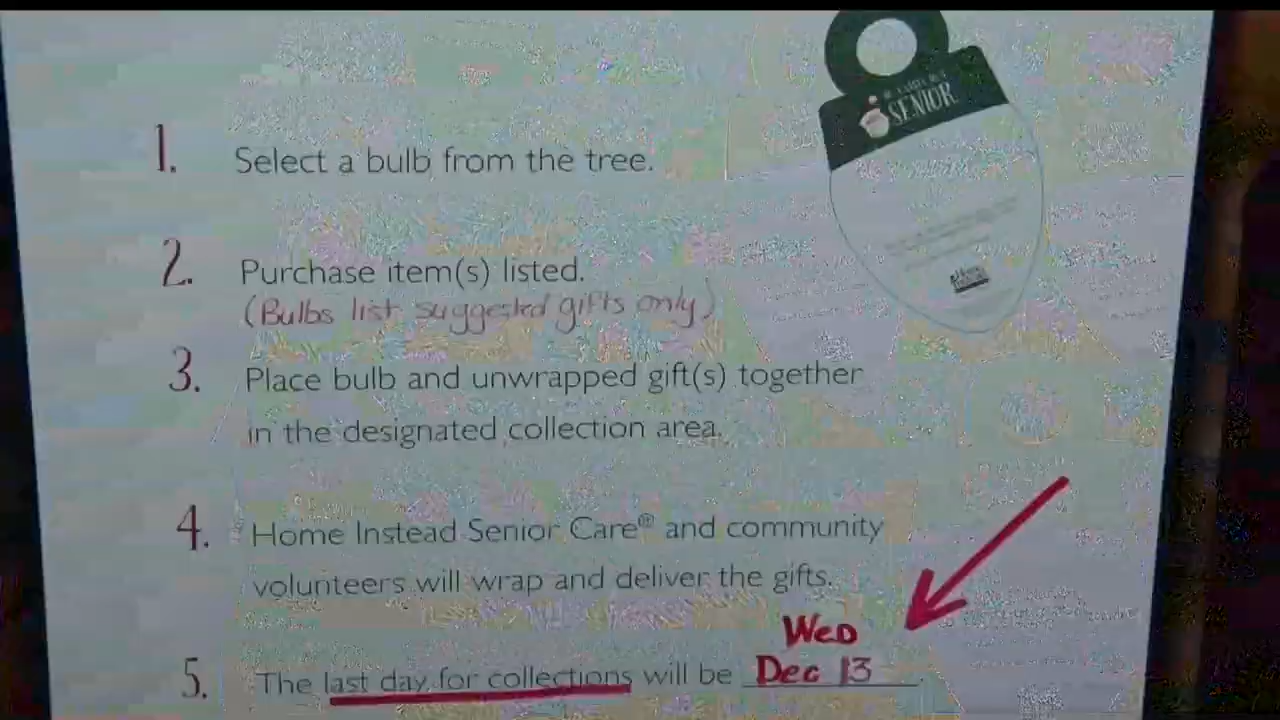 SENIOR
1. Select a bulb from the tree.
2. Purchase item(s) listed.
(Bulbs list suggested gifts only)
3. Place bulb and unwrapped gift(s) together
in the designated collection area.
4. Home Instead Senior Care® and community
volunteers will wrap and deliver the gifts.
Wed
5. The last day for collections will be Dec 13.